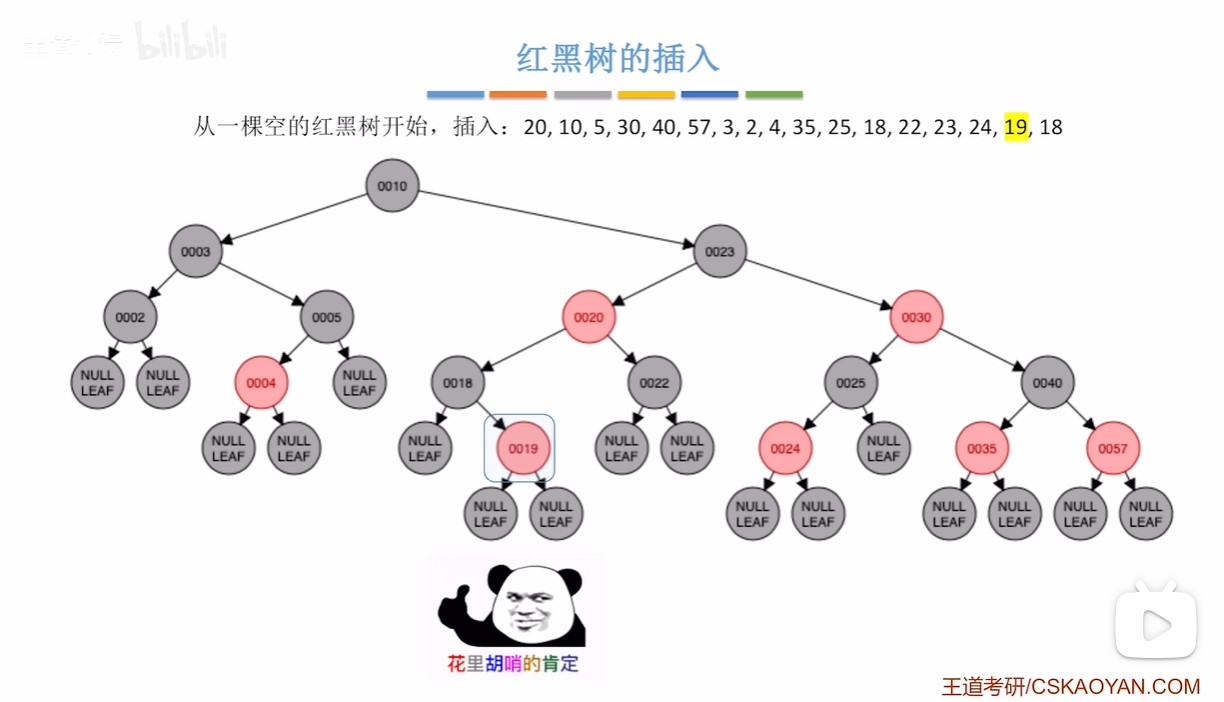 bilibili
红黑树的插入
从一棵空的红黑树开始，插入：20, 10, 5, 30, 40, 57, 3, 2, 4, 35, 25, 18, 22, 23, 24, 19, 18
0010
0003 0023
0002 0005 0020 0030
NULL LEAF NULL LEAF 0004 NULL LEAF 0018 0022 0025 0040
NULL LEAF NULL LEAF NULL LEAF 0019 NULL LEAF NULL LEAF 0024 NULL LEAF 0035 0057
NULL LEAF NULL LEAF NULL LEAF NULL LEAF NULL LEAF NULL LEAF NULL LEAF NULL LEAF
花里胡哨的肯定
王道考研/CSKAOYAN.COM